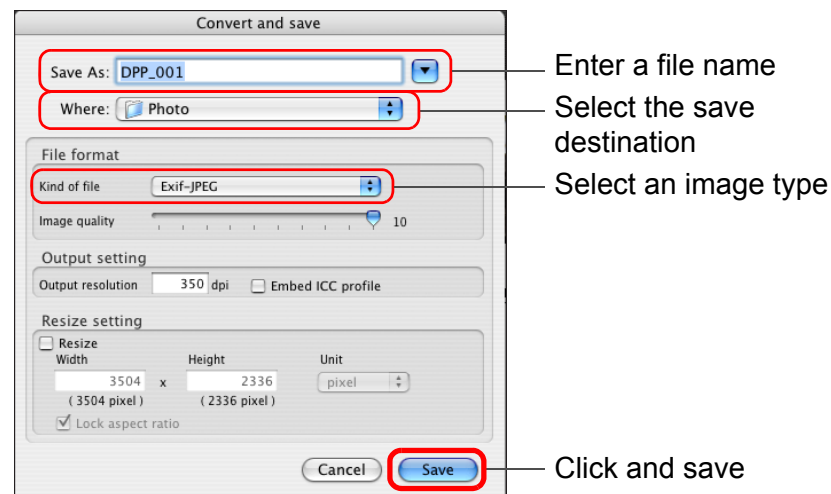 Convert and save
Save As: DPP_001
Enter a file name
Where: Photo
Select the save
destination
File format
Kind of file Exif-JPEG
Select an image type
Image quality 10
Output setting
Output resolution 350 dpi Embed ICC profile
Resize setting
Resize
Width Height Unit
3504 x 2336 pixel
( 3504 pixel ) ( 2336 pixel )
Lock aspect ratio
Cancel Save
Click and save